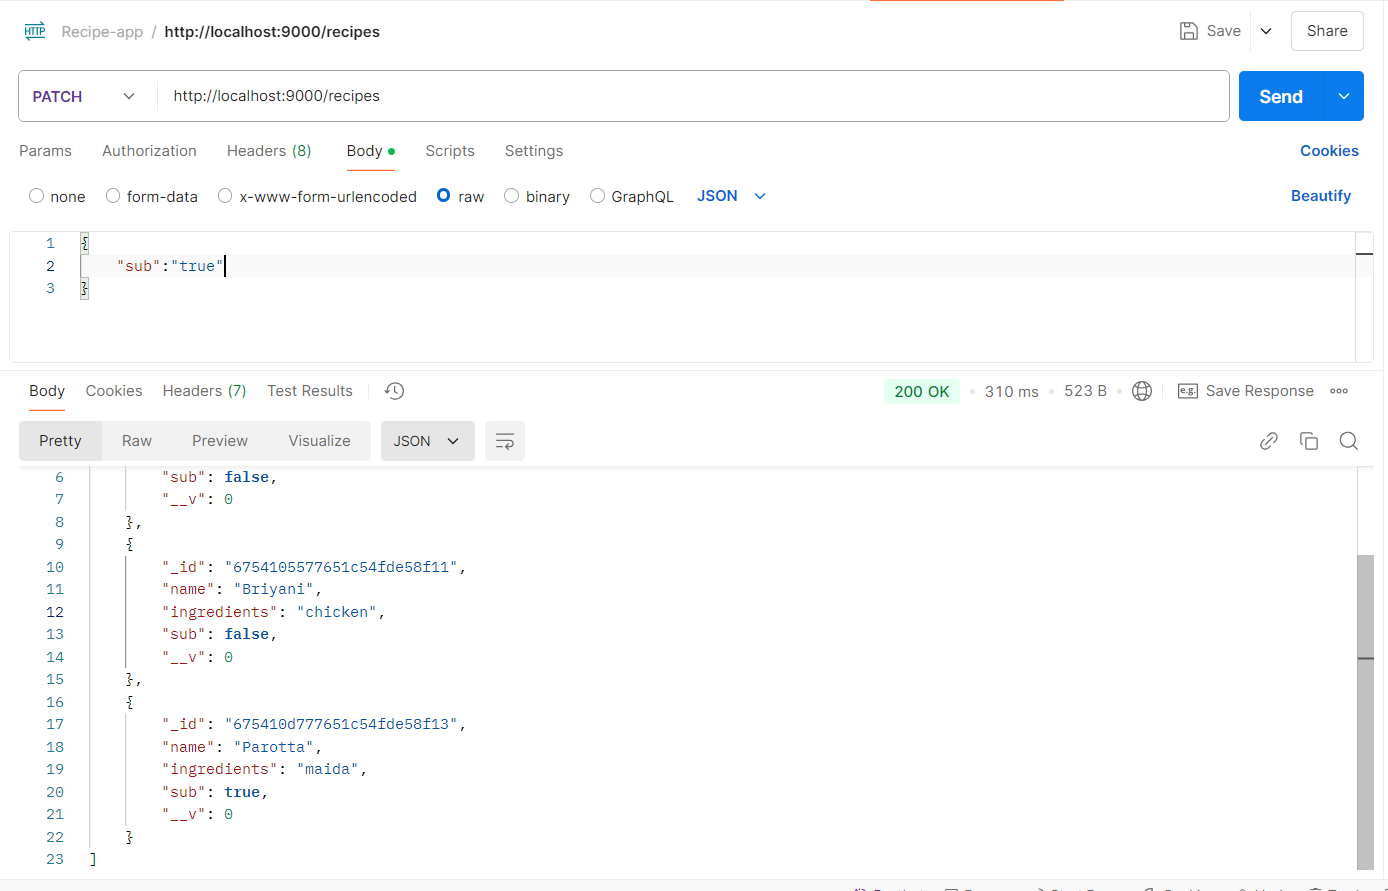 HTTP Recipe-app / http://localhost:9000/recipes Save Share
PATCH http://localhost:9000/recipes Send
Params Authorization Headers (8) Body Scripts Settings Cookies
none form-data x-www-form-urlencoded raw binary GraphQL JSON Beautify
1 {
2 "sub":"true"
3 }
Body Cookies Headers (7) Test Results 200 OK 310 ms 523 B e.g. Save Response
Pretty Raw Preview Visualize JSON
6 "sub": false,
7 "__v": 0
8 },
9 {
10 "_id": "6754105577651c54fde58f11",
11 "name": "Briyani",
12 "ingredients": "chicken",
13 "sub": false,
14 "__v": 0
15 },
16 {
17 "_id": "675410d777651c54fde58f13",
18 "name": "Parotta",
19 "ingredients": "maida",
20 "sub": true,
21 "__v": 0
22 }
23 ]